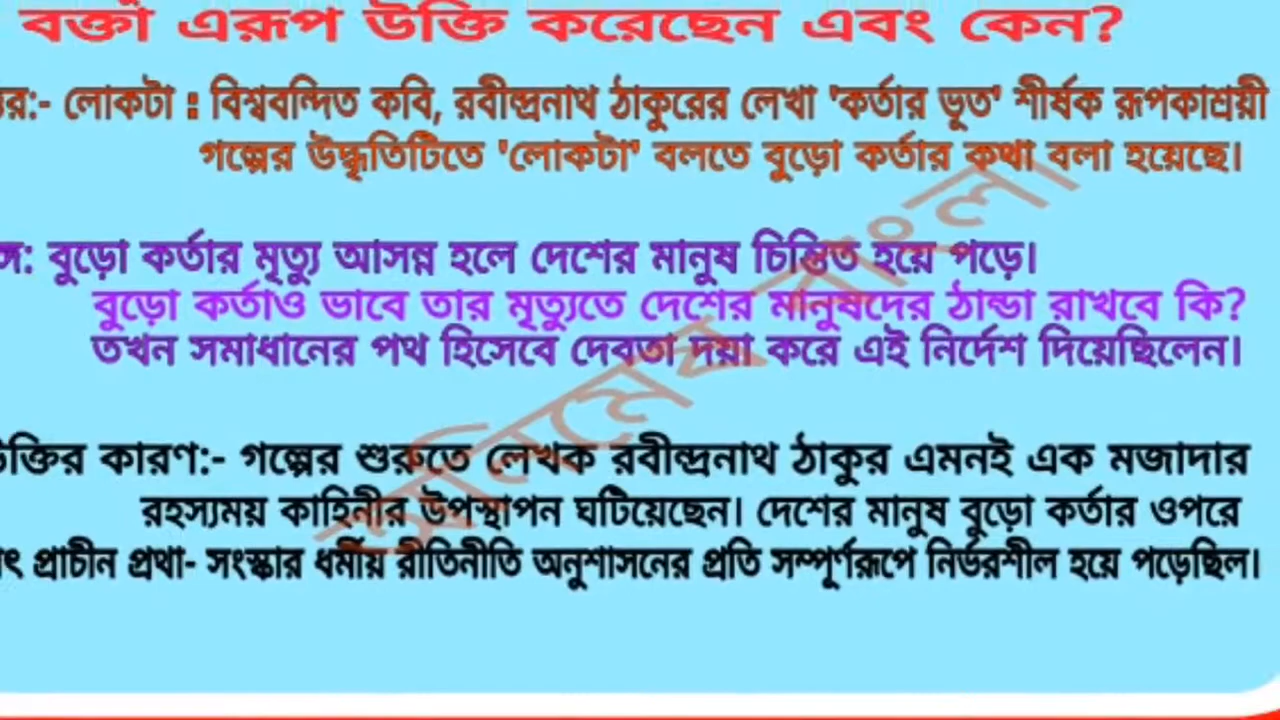 বক্তা এরূপ উক্তি করেছেন এবং কেন?
লোকটা : বিশ্ববন্দিত কবি, রবীন্দ্রনাথ ঠাকুরের লেখা 'কর্তার ভূত' শীর্ষক রূপকাশ্রয়ী
গল্পের উদ্ধৃতিটিতে 'লোকটা' বলতে বুড়ো কর্তার কথা বলা হয়েছে।
বুড়ো কর্তার মৃত্যু আসন্ন হলে দেশের মানুষ চিন্তিত হয়ে পড়ে।
বুড়ো কর্তাও ভাবে তার মৃত্যুতে দেশের মানুষদের ঠান্ডা রাখবে কি?
তখন সমাধানের পথ হিসেবে দেবতা দয়া করে এই নির্দেশ দিয়েছিলেন।
উক্তির কারণ:- গল্পের শুরুতে লেখক রবীন্দ্রনাথ ঠাকুর এমনই এক মজাদার
রহস্যময় কাহিনীর উপস্থাপন ঘটিয়েছেন। দেশের মানুষ বুড়ো কর্তার ওপরে
প্রাচীন প্রথা- সংস্কার ধর্মীয় রীতিনীতি অনুশাসনের প্রতি সম্পূর্ণরূপে নির্ভরশীল হয়ে পড়েছিল।
অনিমেষ বাংলা